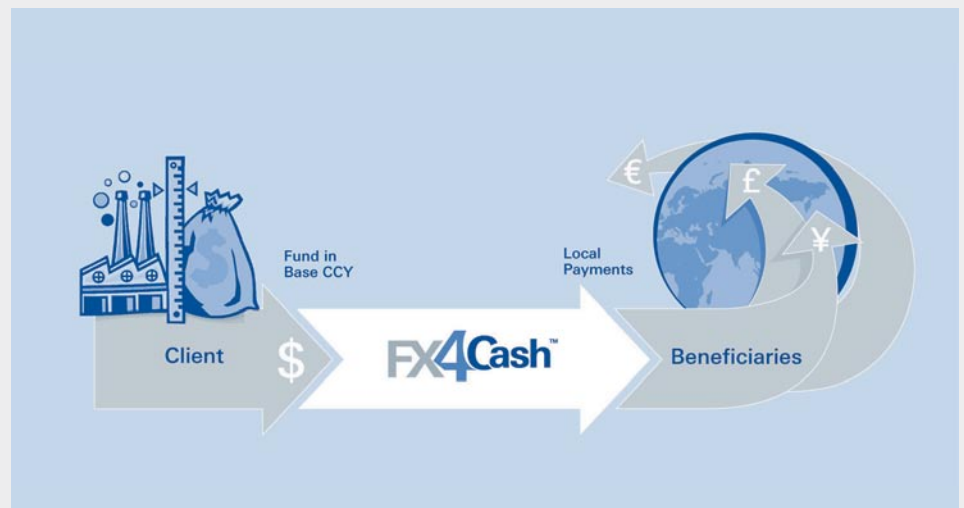 Fund in
Base CCY
Local
Payments
Client
$
FX4Cash™
Beneficiaries
€
£
¥
$